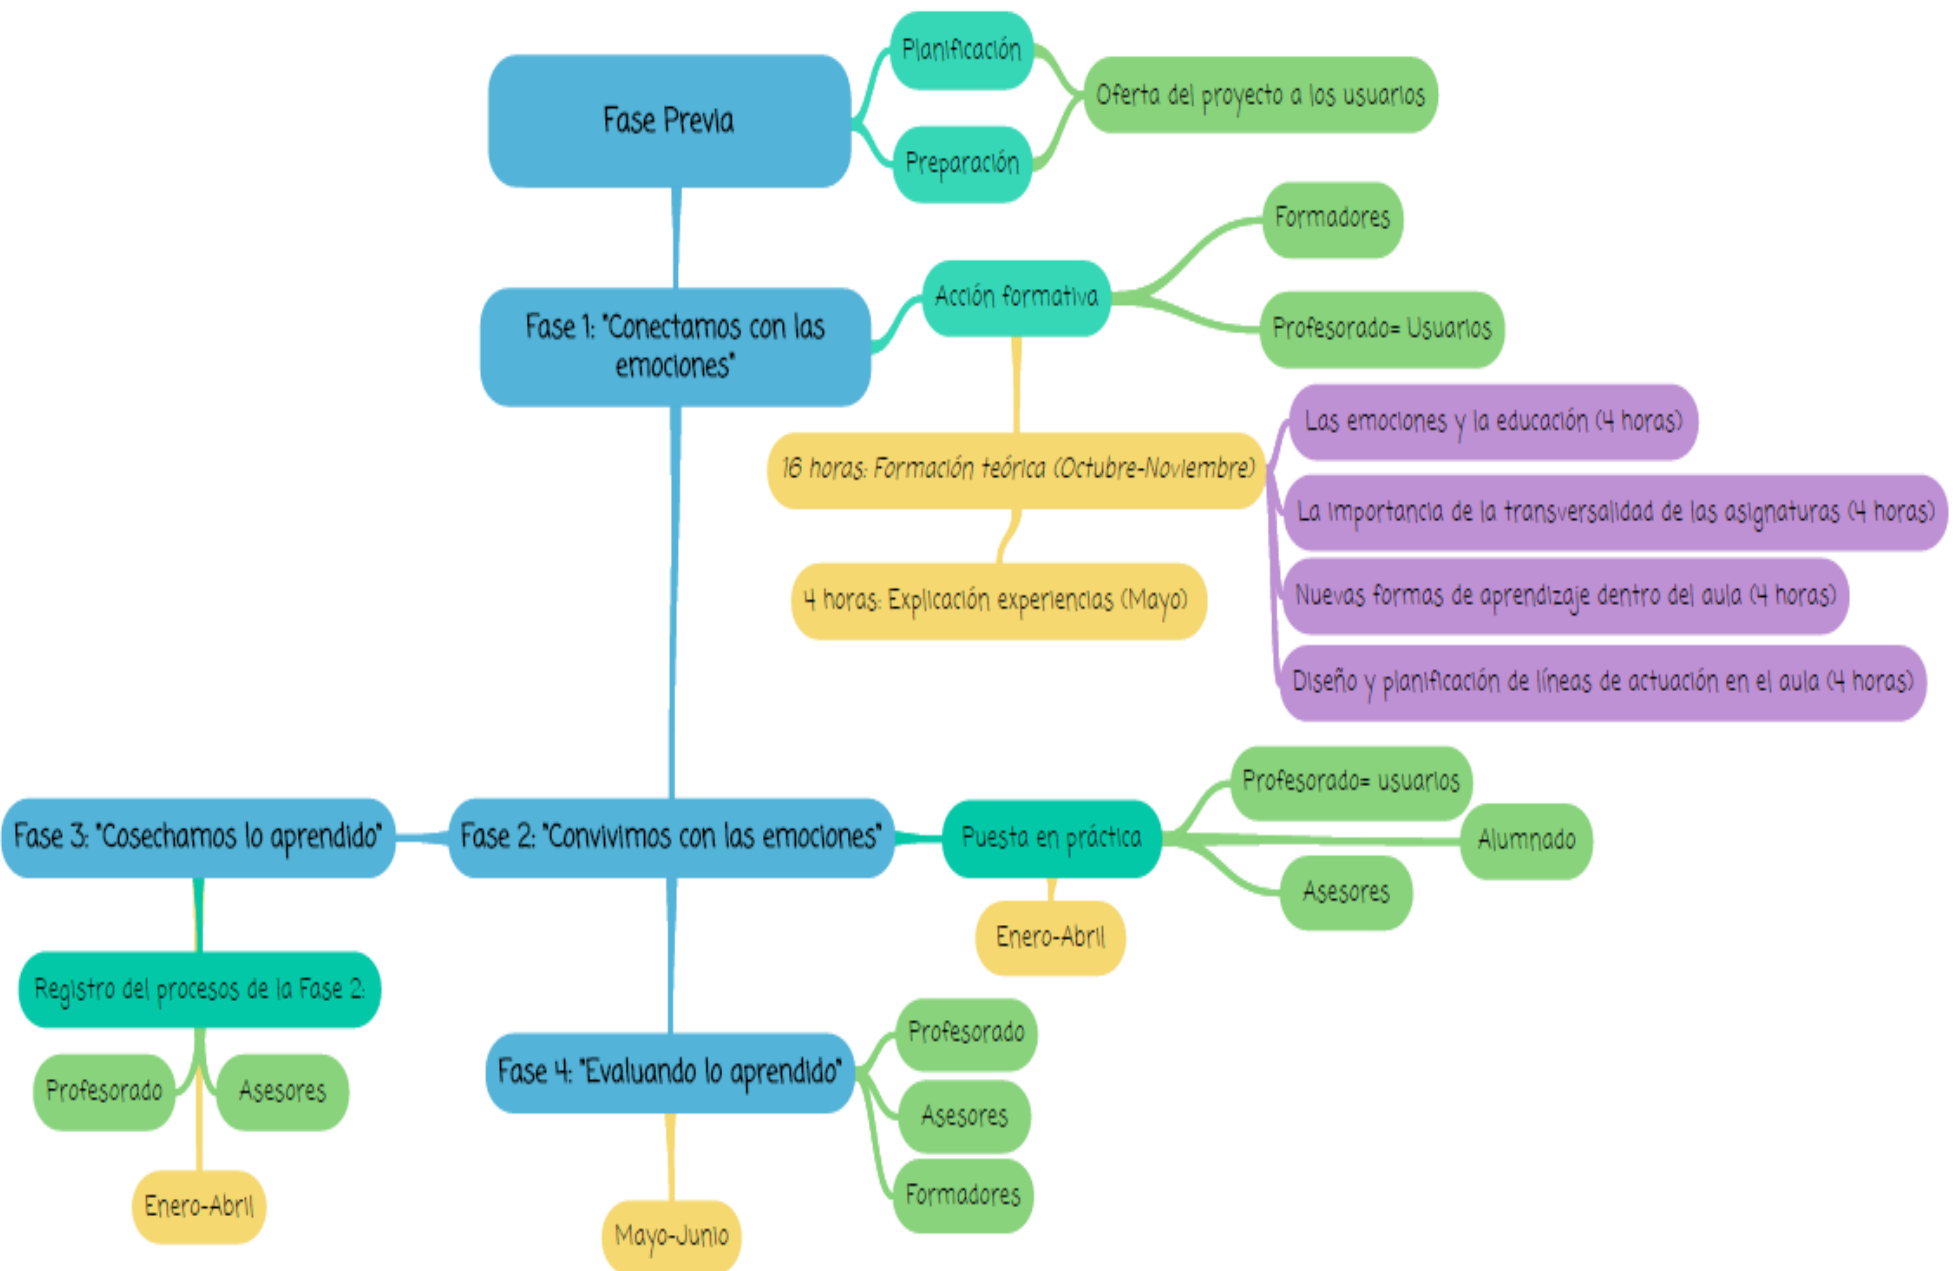 Planificación
Oferta del proyecto a los usuarios
Fase Previa
Preparación
Formadores
Acción formativa
Fase 1: "Conectamos con las
emociones"
Profesorado= Usuarios
Las emociones y la educación (4 horas)
16 horas: Formación teórica (Octubre-Noviembre)
La importancia de la transversalidad de las asignaturas (4 horas)
4 horas: Explicación experiencias (Mayo)
Nuevas formas de aprendizaje dentro del aula (4 horas)
Diseño y planificación de líneas de actuación en el aula (4 horas)
Fase 3: "Cosechamos lo aprendido"
Fase 2: "Convivimos con las emociones"
Puesta en práctica
Profesorado= usuarios
Alumnado
Asesores
Enero-Abril
Registro del procesos de la Fase 2:
Profesorado
Asesores
Enero-Abril
Fase 4: "Evaluando lo aprendido"
Profesorado
Asesores
Formadores
Mayo-Junio